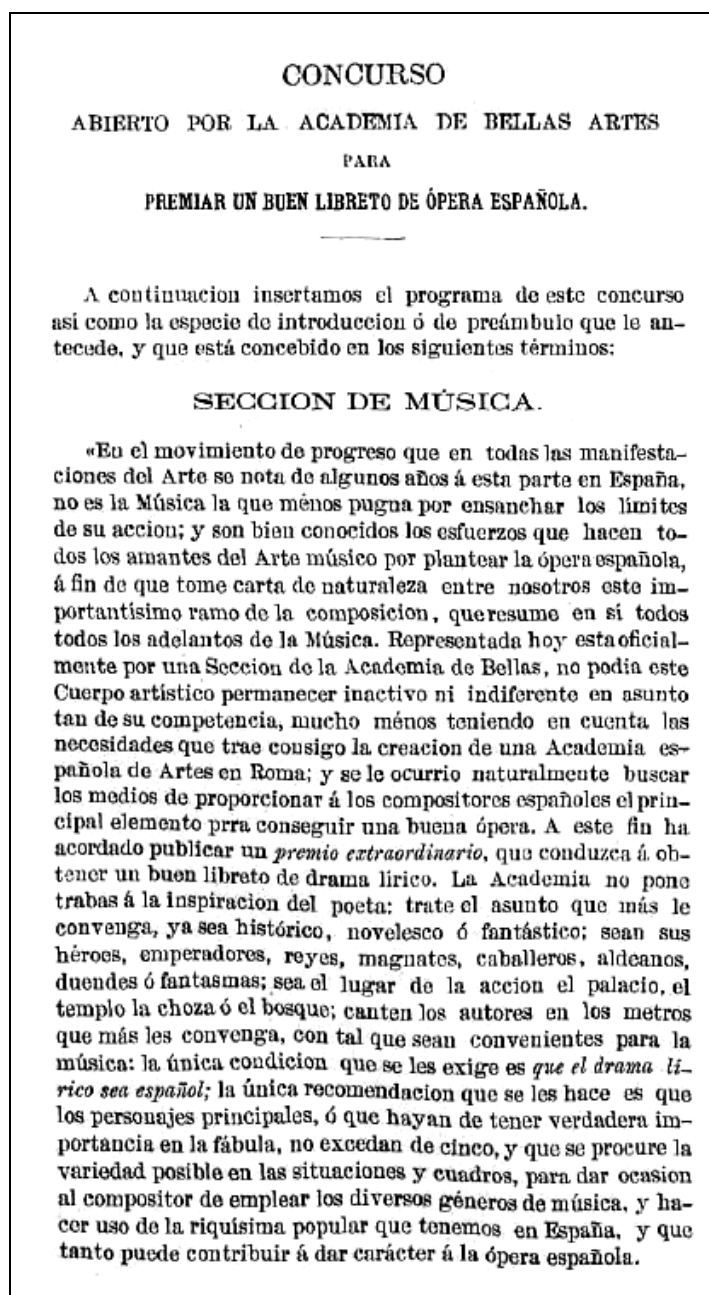 CONCURSO
ABIERTO POR LA ACADEMIA DE BELLAS ARTES
PARA
PREMIAR UN BUEN LIBRETO DE ÓPERA ESPAÑOLA.
A continuacion insertamos el programa de este concurso
así como la especie de introduccion ó de preámbulo que le an-
tecede, y que está concebido en los siguientes términos:
SECCION DE MÚSICA.
«En el movimiento de progreso que en todas las manifesta-
ciones del Arte se nota de algunos años á esta parte en España,
no es la Música la que ménos pugna por ensanchar los límites
de su accion; y son bien conocidos los esfuerzos que hacen to-
dos los amantes del Arte músico por plantear la ópera española,
á fin de que tome carta de naturaleza entre nosotros este im-
portantísimo ramo de la composicion, que resume en sí todos
todos los adelantos de la Música. Representada hoy esta oficial-
mente por una Seccion de la Academia de Bellas, no podia este
Cuerpo artístico permanecer inactivo ni indiferente en asunto
tan de su competencia, mucho ménos teniendo en cuenta las
necesidades que trae consigo la creacion de una Academia es-
pañola de Artes en Roma; y se le ocurrio naturalmente buscar
los medios de proporcionar á los compositores españoles el prin-
cipal elemento prra conseguir una buena ópera. A este fin ha
acordado publicar un premio extraordinario, que conduzca á ob-
tener un buen libreto de drama lírico. La Academia no pone
trabas á la inspiracion del poeta: trate el asunto que más le
convenga, ya sea histórico, novelesco ó fantástico; sean sus
héroes, emperadores, reyes, magnates, caballeros, aldeanos,
duendes ó fantasmas; sea el lugar de la accion el palacio, el
templo la choza ó el bosque; canten los autores en los metros
que más les convenga, con tal que sean convenientes para la
música: la única condicion que se les exige es que el drama lí-
rico sea español; la única recomendacion que se les hace es que
los personajes principales, ó que hayan de tener verdadera im-
portancia en la fábula, no excedan de cinco, y que se procure la
variedad posible en las situaciones y cuadros, para dar ocasion
al compositor de emplear los diversos géneros de música, y ha-
cer uso de la riquísima popular que tenemos en España, y que
tanto puede contribuir á dar carácter á la ópera española.